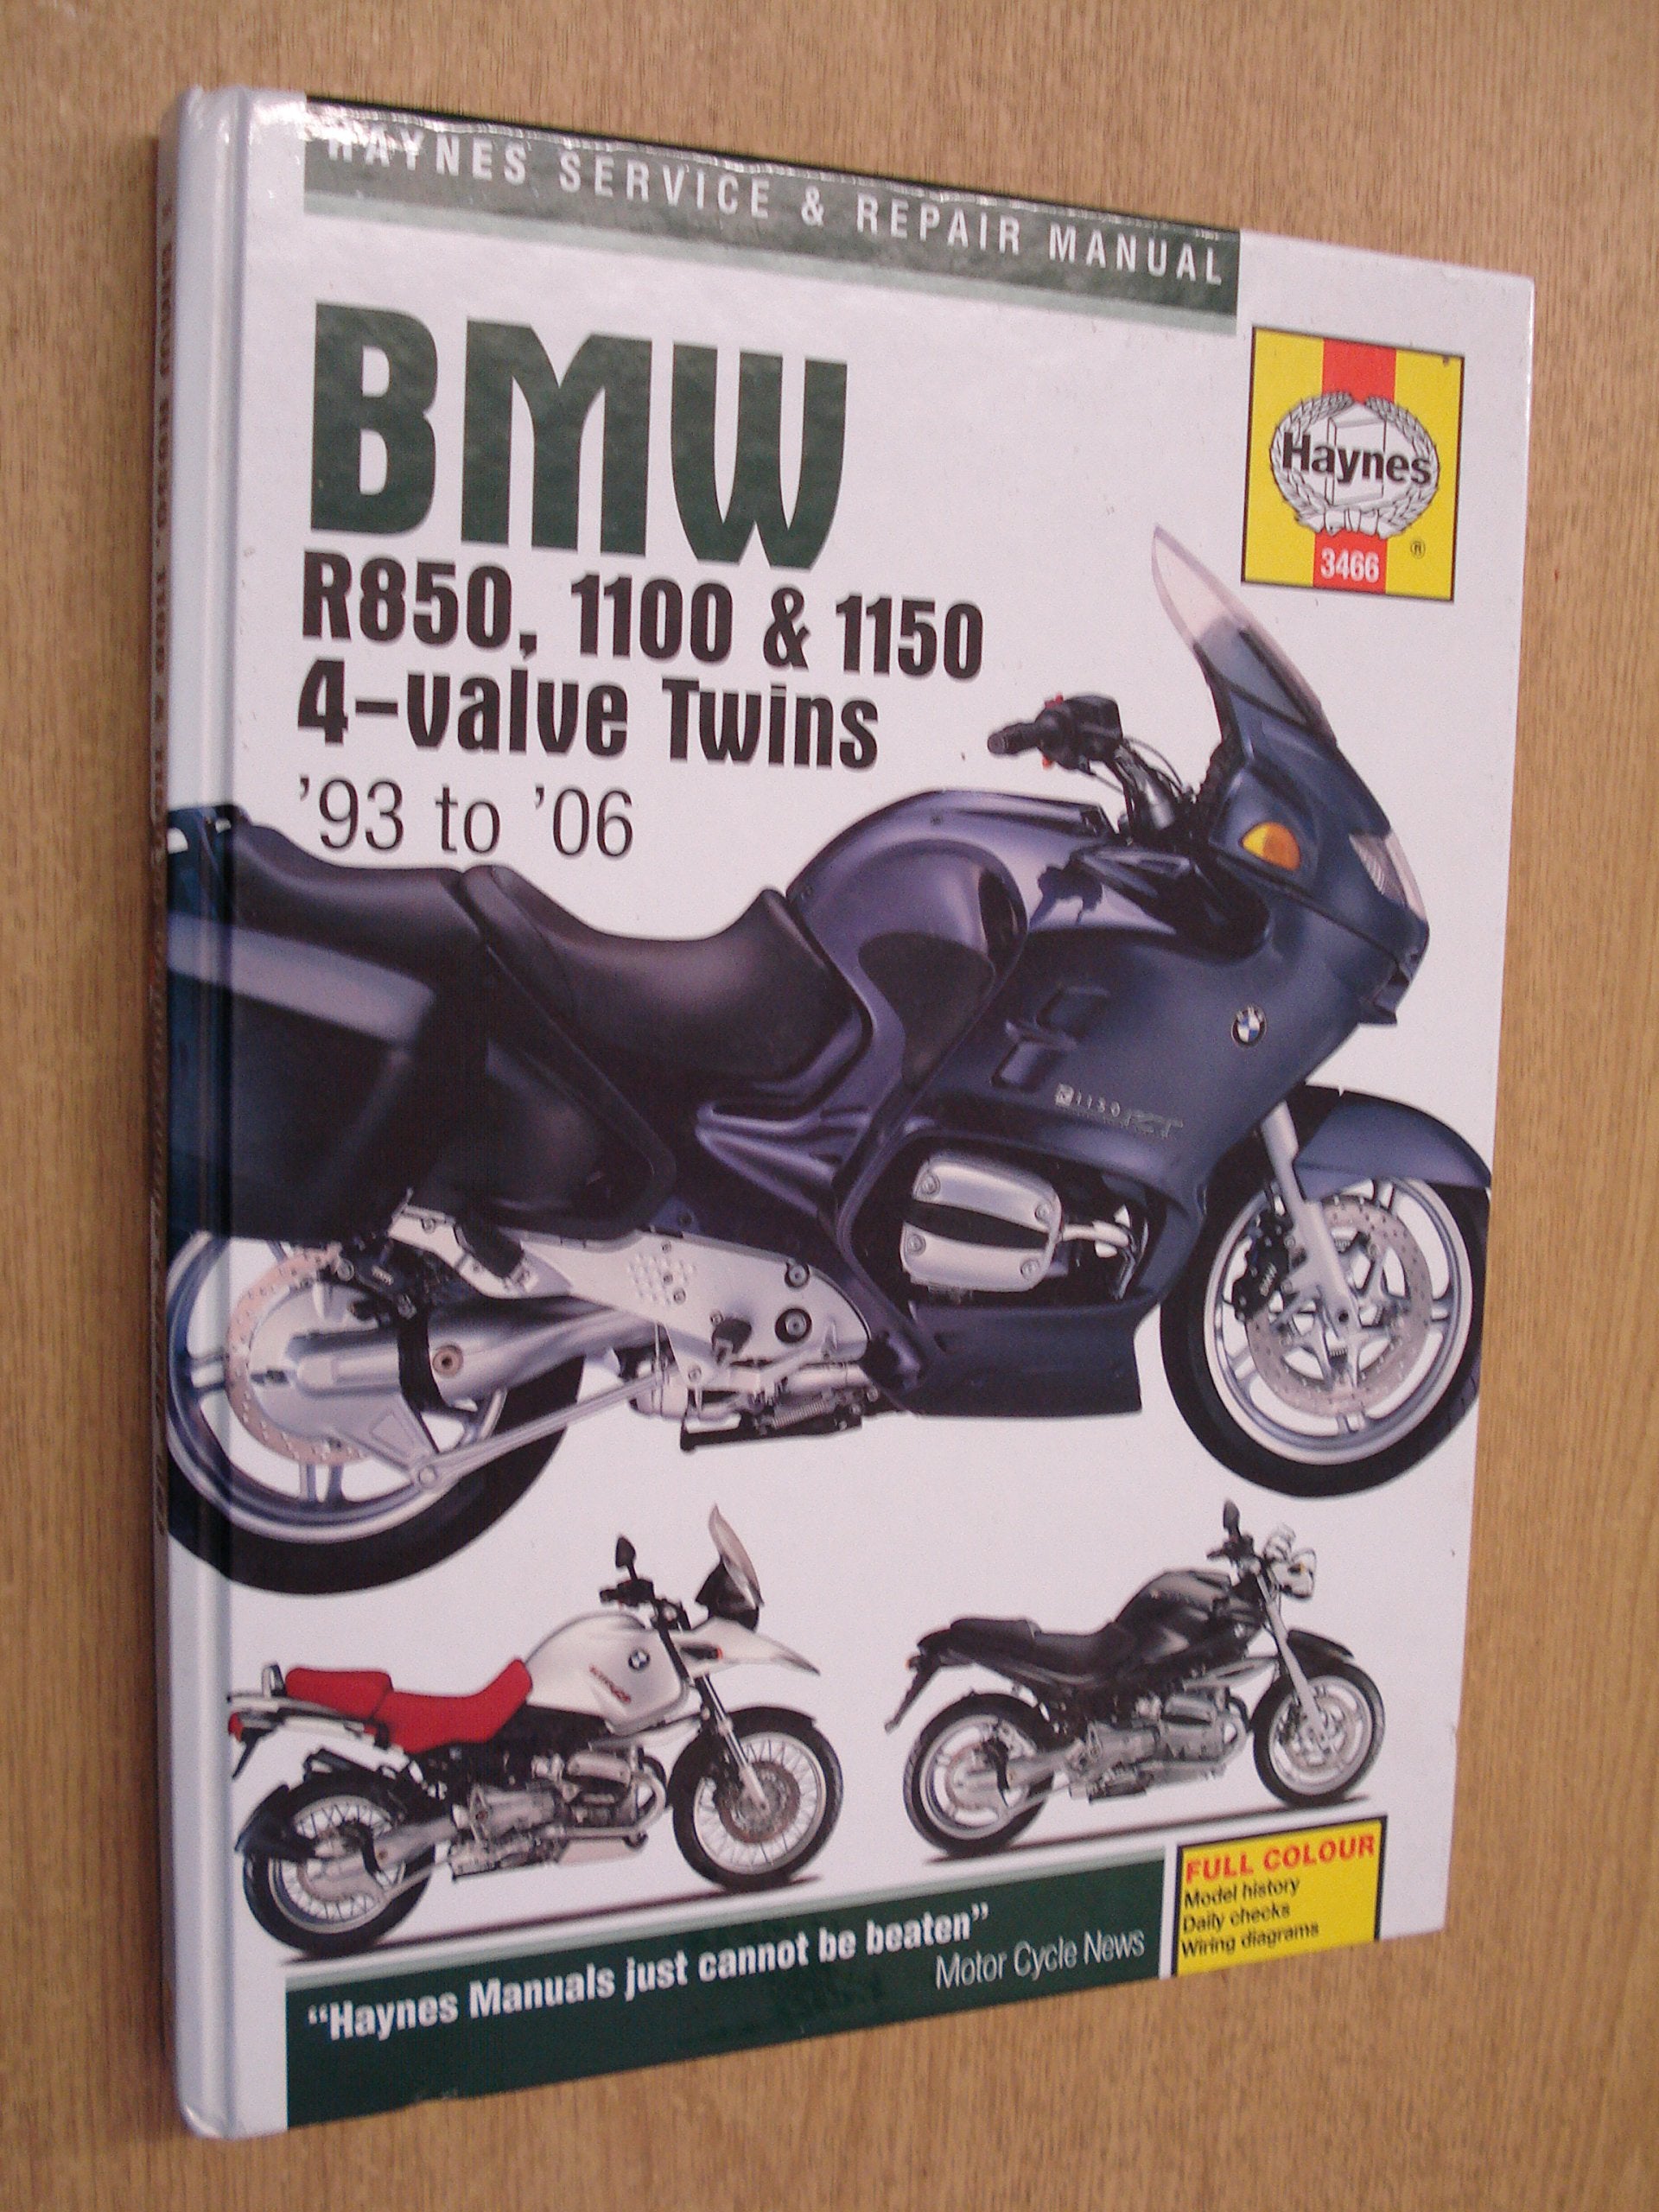 HAYNES SERVICE & REPAIR MANUAL
BMW
R850, 1100 & 1150
4-valve Twins
'93 to '06
Haynes
®
3466
R1150RT
FULL COLOUR
Model history
Daily checks
Wiring diagrams
"Haynes Manuals just cannot be beaten"
Motor Cycle News